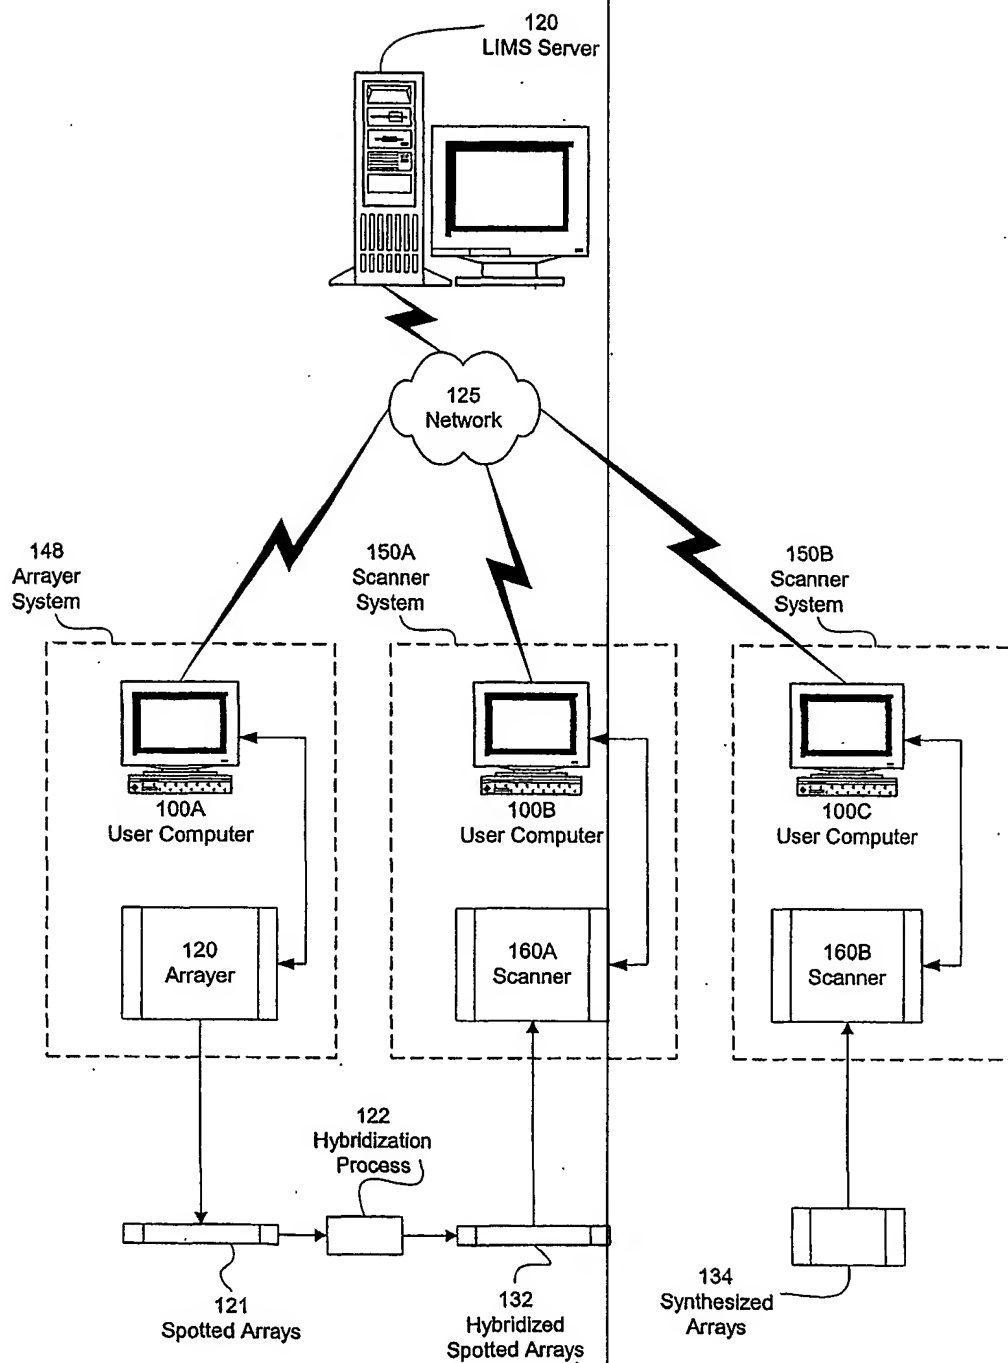 120
LIMS Server
125
Network
148
Arrayer
System
150A
Scanner
System
150B
Scanner
System
100A
User Computer
100B
User Computer
100C
User Computer
120
Arrayer
160A
Scanner
160B
Scanner
122
Hybridization
Process
121
Spotted Arrays
132
Hybridized
Spotted Arrays
134
Synthesized
Arrays